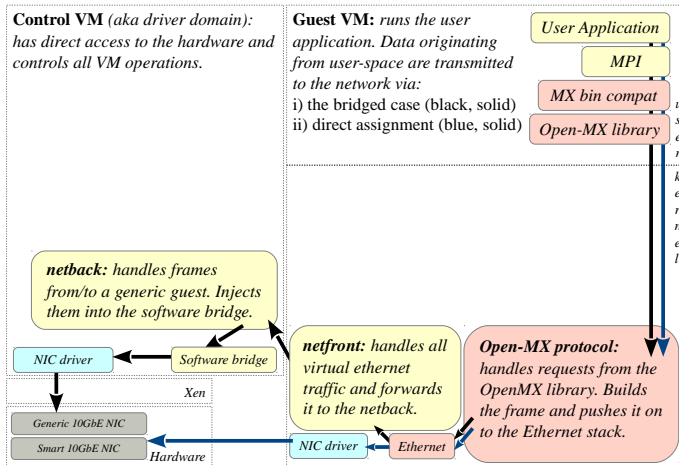 Control VM (aka driver domain):
has direct access to the hardware and
controls all VM operations.
Guest VM: runs the user
application. Data originating
from user-space are transmitted
to the network via:
i) the bridged case (black, solid)
ii) direct assignment (blue, solid)
User Application
MPI
MX bin compat
Open-MX library
k
e
r
n
e
l
netback: handles frames
from/to a generic guest. Injects
them into the software bridge.
NIC driver
Software bridge
netfront: handles all
virtual ethernet
traffic and forwards
it to the netback.
Open-MX protocol:
handles requests from the
OpenMX library. Builds
the frame and pushes it on
to the Ethernet stack.
Xen
Generic 10GbE NIC
Smart 10GbE NIC
Hardware
NIC driver
Ethernet